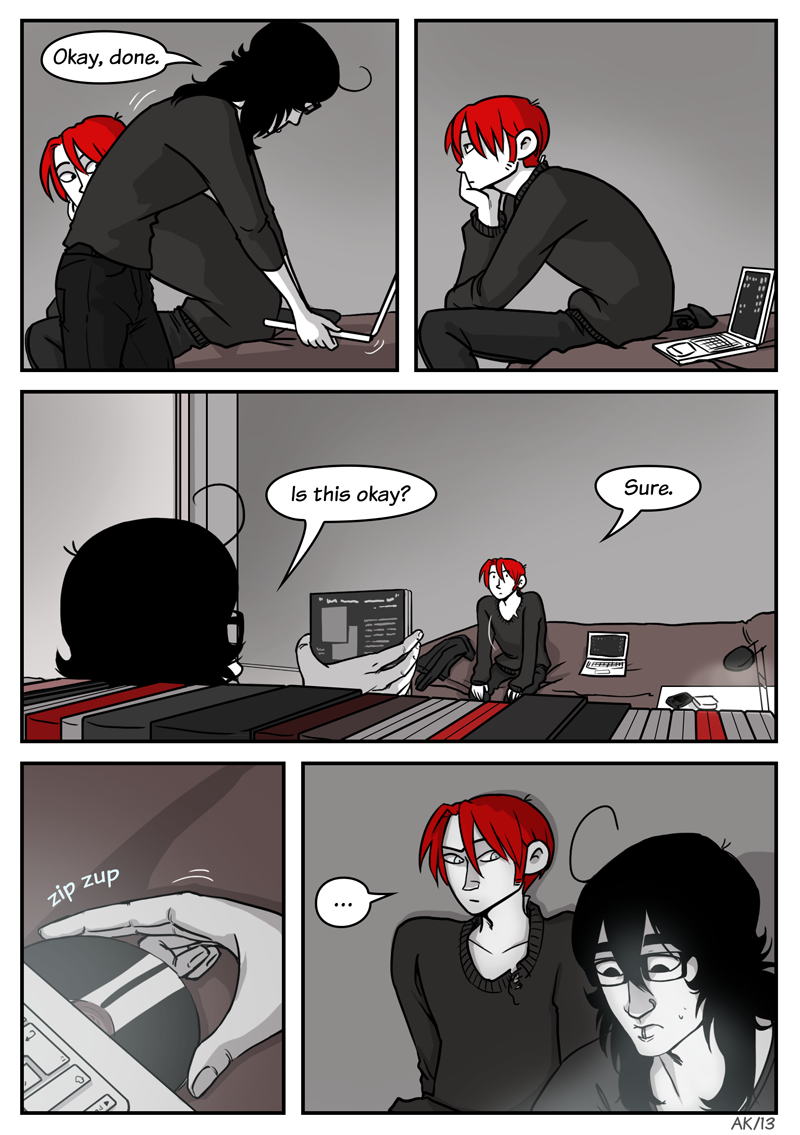 Okay, done.
Is this okay?
Sure.
zip zup
...
AK/13